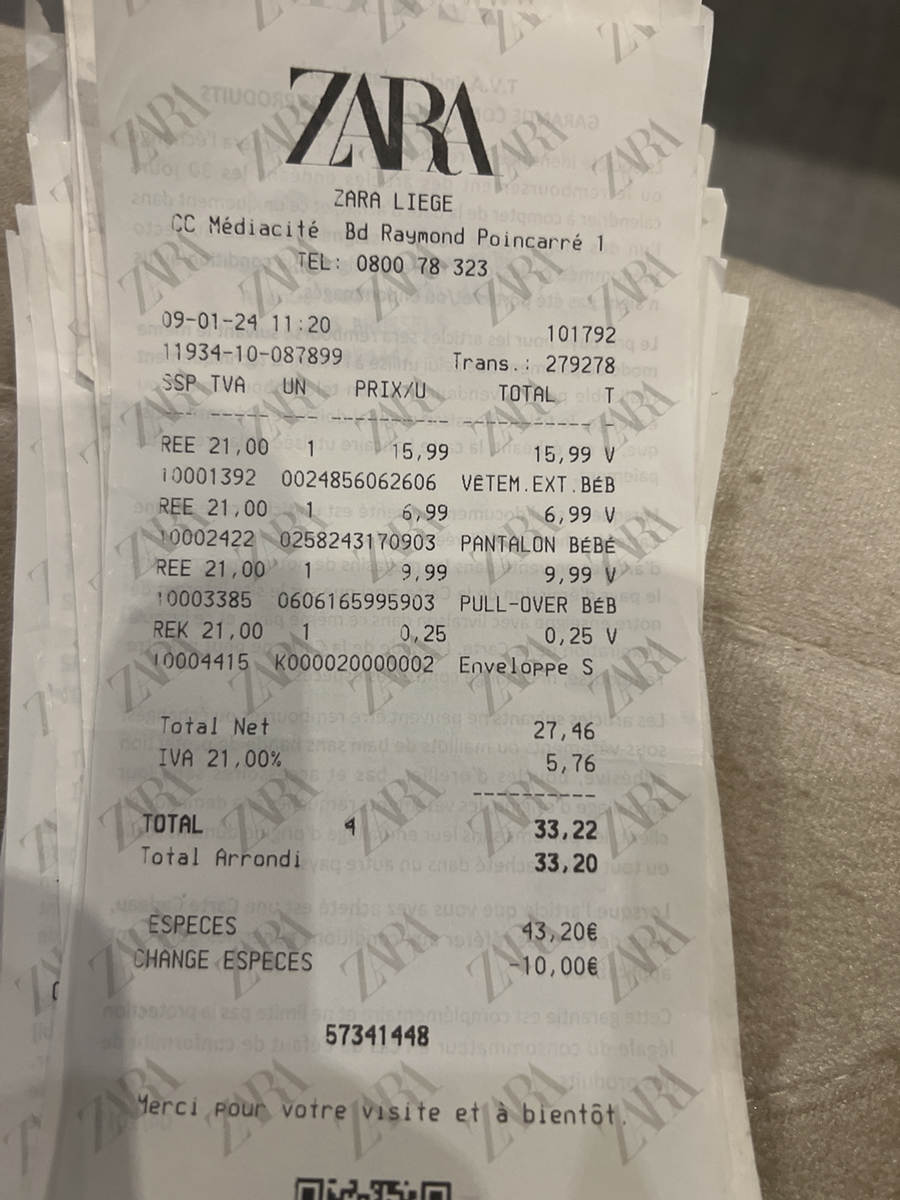 ZARA
ZARA LIEGE
CC Médiacité Bd Raymond Poincarré 1
TEL: 0800 78 323
09-01-24 11:20 101792
11934-10-087899 Trans.: 279278
SSP TVA UN PRIX/U TOTAL T
REE 21,00 1 15,99 15,99 V
10001392 0024856062606 VÊTEM.EXT.BÉB
REE 21,00 1 6,99 6,99 V
10002422 0258243170903 PANTALON BÉBÉ
REE 21,00 1 9,99 9,99 V
10003385 0606165995903 PULL-OVER BÉB
REK 21,00 1 0,25 0,25 V
10004415 K000020000002 Enveloppe S
Total Net 27,46
IVA 21,00% 5,76
TOTAL 4 33,22
Total Arrondi 33,20
ESPECES 43,20€
CHANGE ESPECES -10,00€
57341448
Merci pour votre visite et à bientôt.